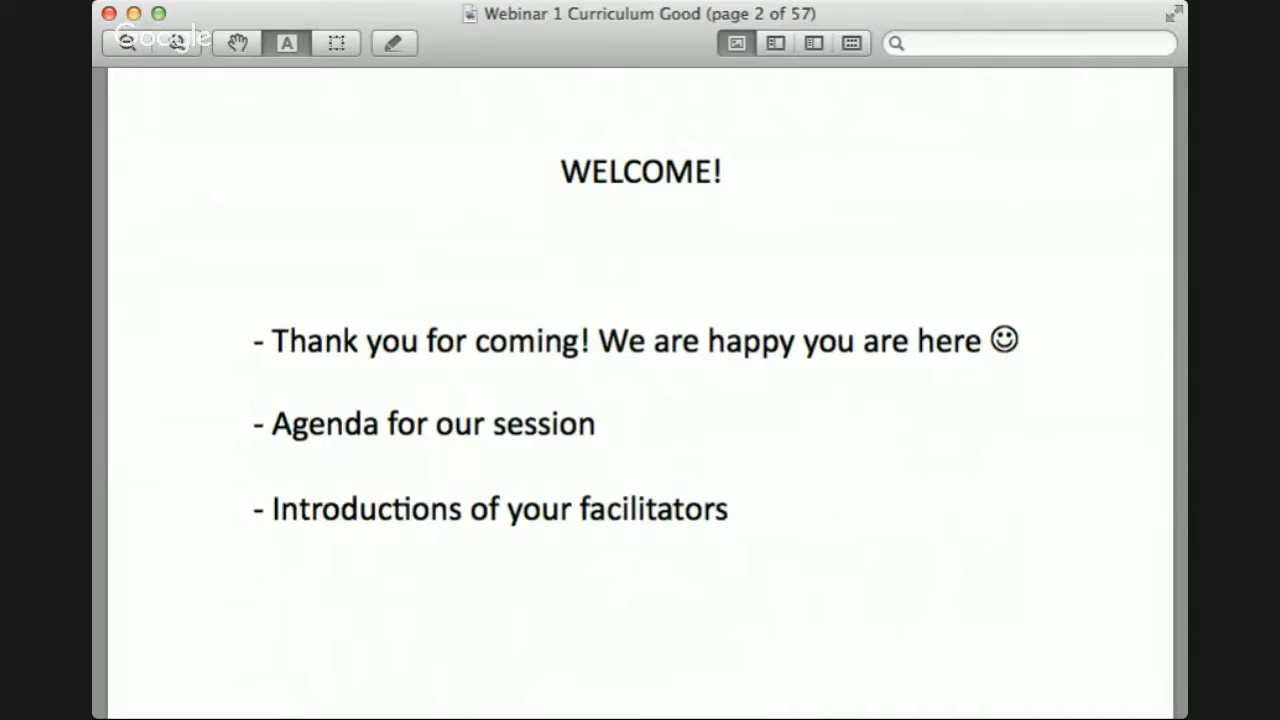 Webinar 1 Curriculum Good (page 2 of 57)
Google
A
WELCOME!
- Thank you for coming! We are happy you are here ☺
- Agenda for our session
- Introductions of your facilitators